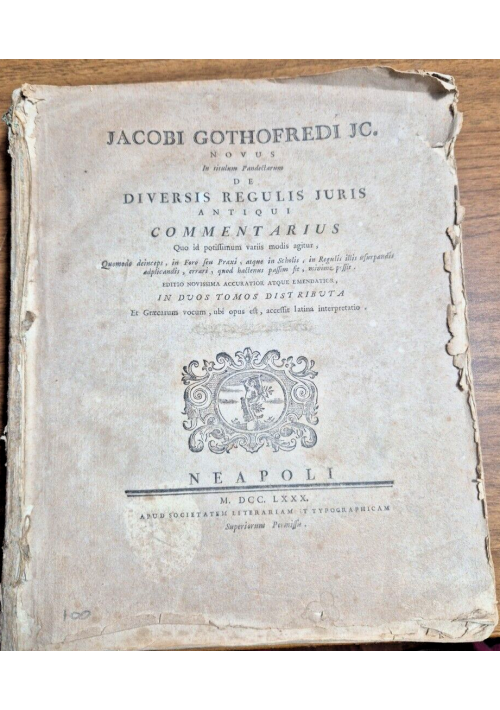 JACOBI GOTHOFREDI JC.
NOVUS
In titulum Pandectarum
DE
DIVERSIS REGULIS JURIS
ANTIQUI
COMMENTARIUS
Quo id potissimum variis modis agitur,
Quomodo deinceps, in Foro seu Praxi, atque in Scholis, in Regulis illis usurpandis
adplicandis, errari, quod hactenus passim fit, minime possit.
EDITIO NOVISSIMA ACCURATIOR ATQUE EMENDATIOR,
IN DUOS TOMOS DISTRIBUTA
Et Græcarum vocum, ubi opus est, accessit latina interpretatio.
NEAPOLI
M. DCC. LXXX.
APUD SOCIETATEM LITERARIAM ET TYPOGRAPHICAM
Superiorum Permissu.
100